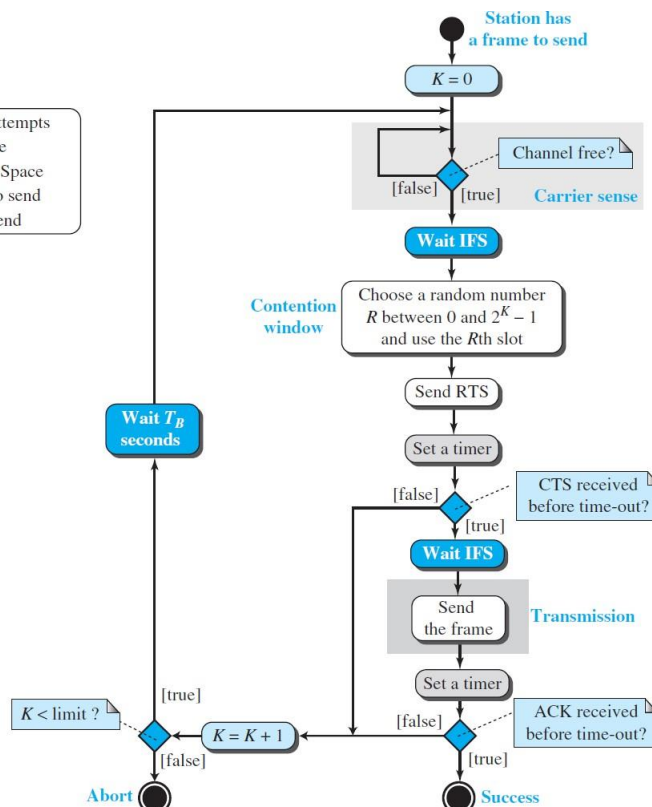 Station has
a frame to send
K = 0
ttempts
e
Space
o send
end
Channel free?
[false]
[true]
Carrier sense
Wait IFS
Contention
window
Choose a random number
R between 0 and 2^K – 1
and use the Rth slot
Send RTS
Wait T_B
seconds
Set a timer
[false]
CTS received
before time-out?
[true]
Wait IFS
Send
the frame
Transmission
Set a timer
K < limit ?
[true]
K = K + 1
[false]
ACK received
before time-out?
[false]
[true]
Abort
Success